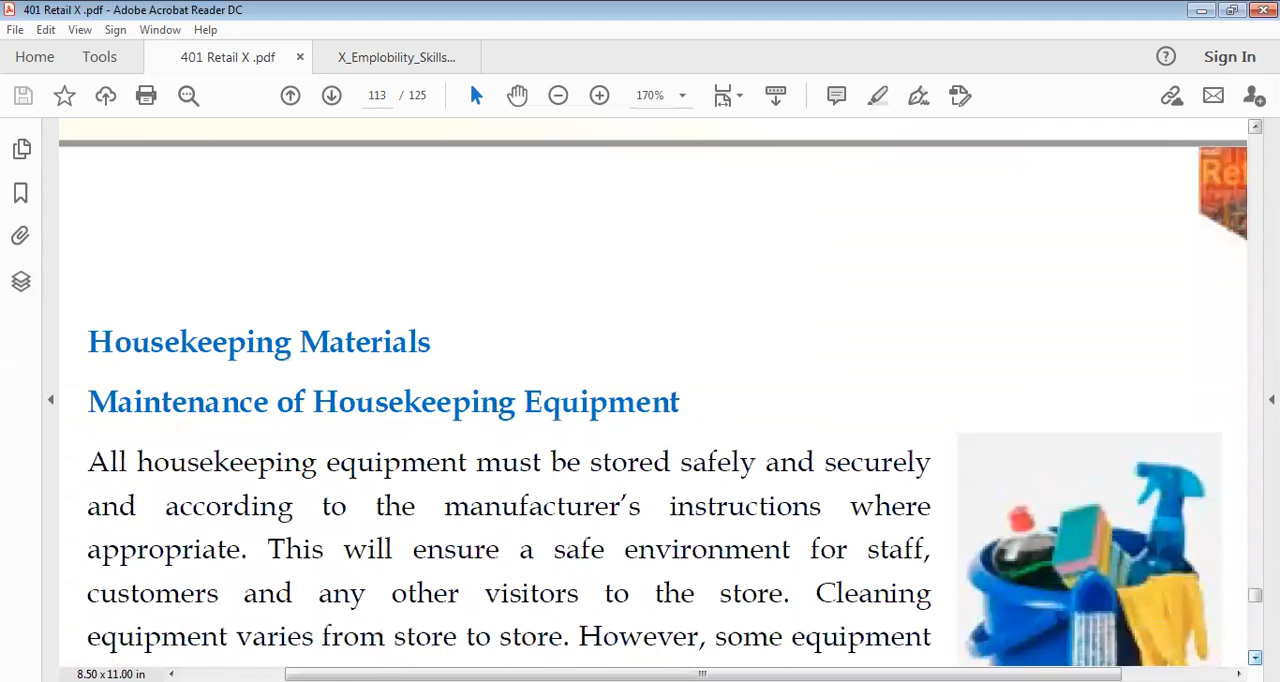 401 Retail X .pdf - Adobe Acrobat Reader DC
File Edit View Sign Window Help
Home Tools 401 Retail X .pdf × X_Emplobility_Skills... ? Sign In
113 / 125 170%
Ret
Housekeeping Materials
Maintenance of Housekeeping Equipment
All housekeeping equipment must be stored safely and securely
and according to the manufacturer's instructions where
appropriate. This will ensure a safe environment for staff,
customers and any other visitors to the store. Cleaning
equipment varies from store to store. However, some equipment
8.50 x 11.00 in